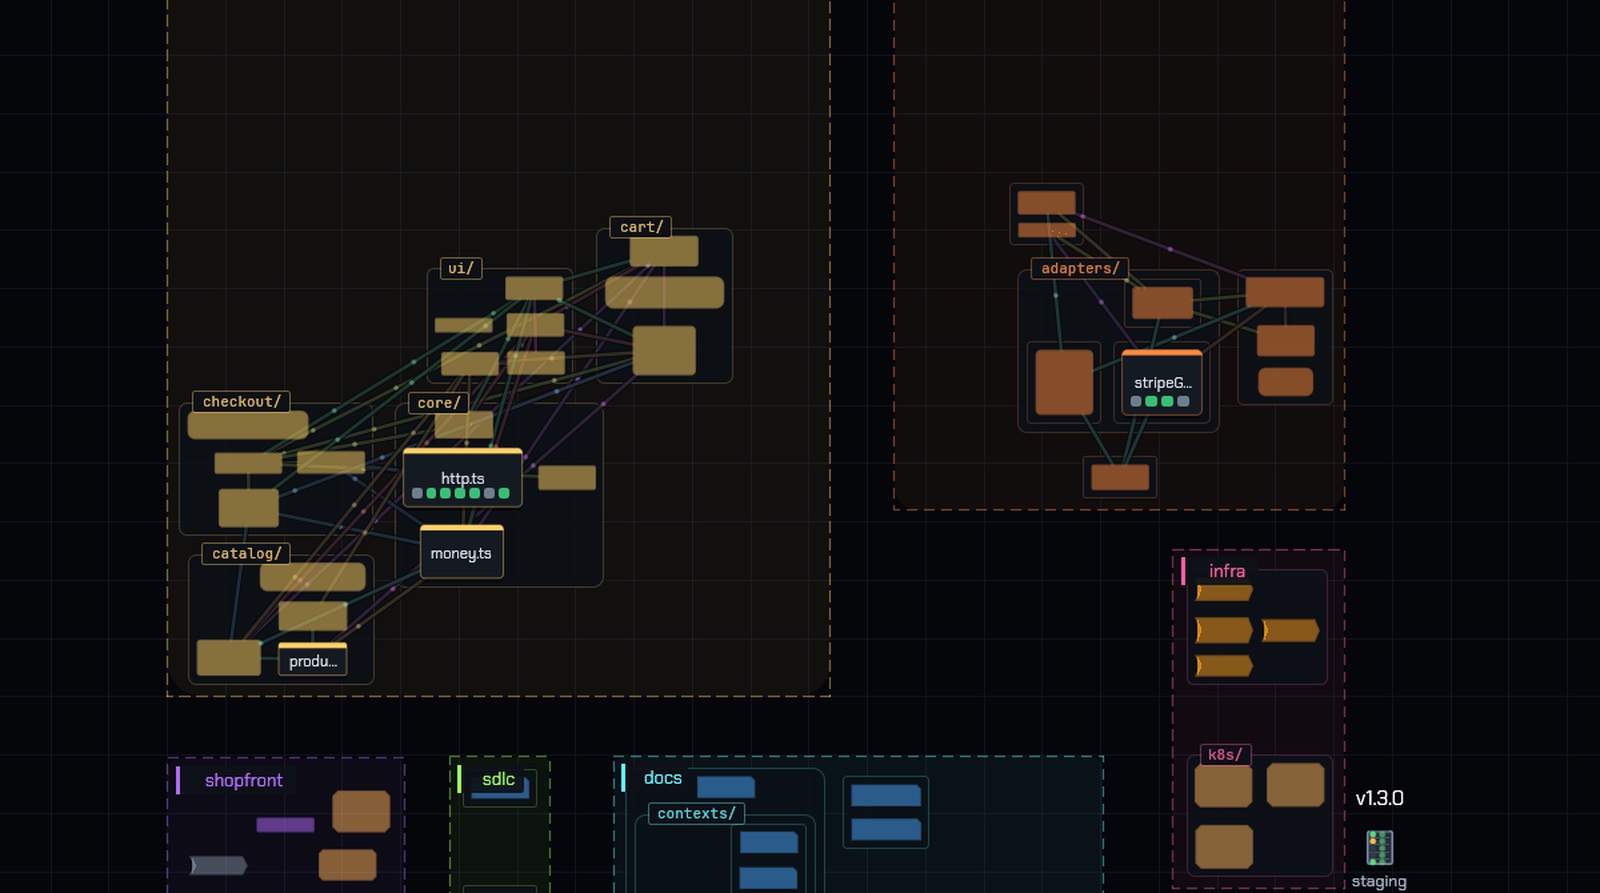 cart/
ui/
adapters/
stripeG...
checkout/
core/
http.ts
catalog/
money.ts
produ...
infra
k8s/
shopfront
sdlc
docs
contexts/
v1.3.0
staging